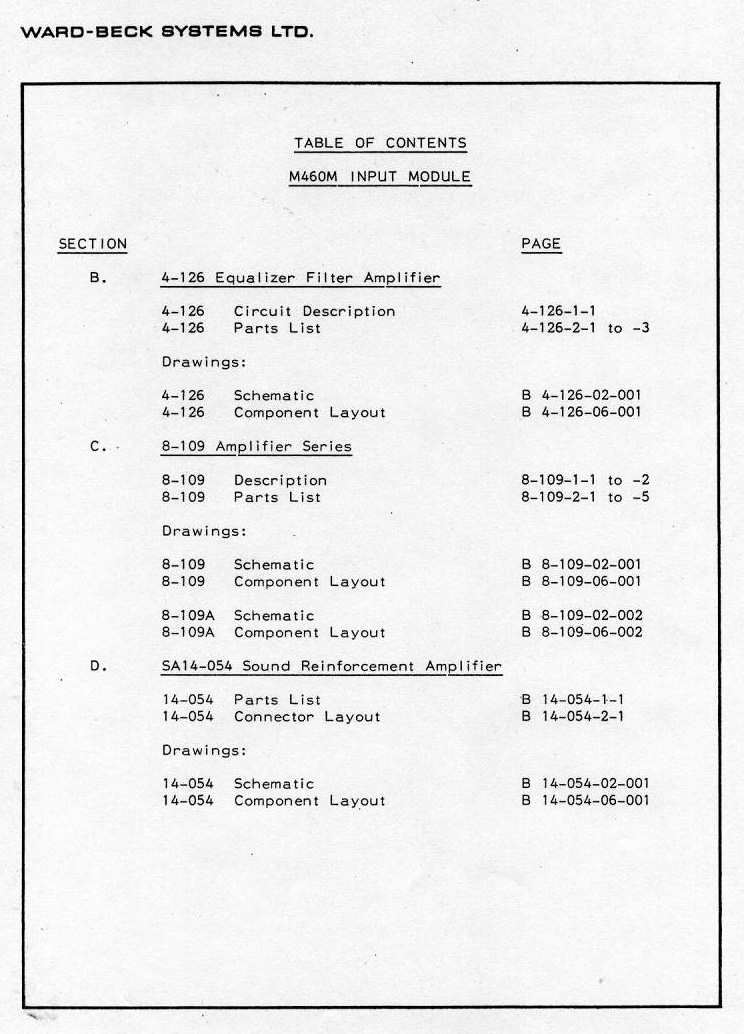 WARD-BECK SYSTEMS LTD.
TABLE OF CONTENTS
M460M INPUT MODULE
SECTION PAGE
B. 4-126 Equalizer Filter Amplifier
4-126 Circuit Description 4-126-1-1
4-126 Parts List 4-126-2-1 to -3
Drawings:
4-126 Schematic B 4-126-02-001
4-126 Component Layout B 4-126-06-001
C. 8-109 Amplifier Series
8-109 Description 8-109-1-1 to -2
8-109 Parts List 8-109-2-1 to -5
Drawings:
8-109 Schematic B 8-109-02-001
8-109 Component Layout B 8-109-06-001
8-109A Schematic B 8-109-02-002
8-109A Component Layout B 8-109-06-002
D. SA14-054 Sound Reinforcement Amplifier
14-054 Parts List B 14-054-1-1
14-054 Connector Layout B 14-054-2-1
Drawings:
14-054 Schematic B 14-054-02-001
14-054 Component Layout B 14-054-06-001